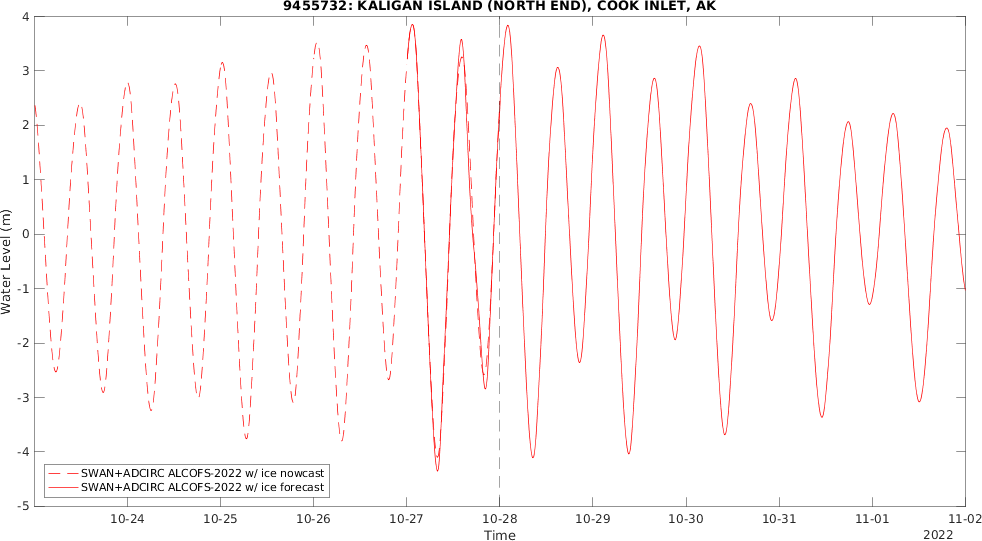 9455732: KALIGAN ISLAND (NORTH END), COOK INLET, AK
4
3
2
1
0
-1
-2
-3
-4
-5
Water Level (m)
SWAN+ADCIRC ALCOFS-2022 w/ ice nowcast
SWAN+ADCIRC ALCOFS-2022 w/ ice forecast
10-24 10-25 10-26 10-27 10-28 10-29 10-30 10-31 11-01 11-02
Time
2022